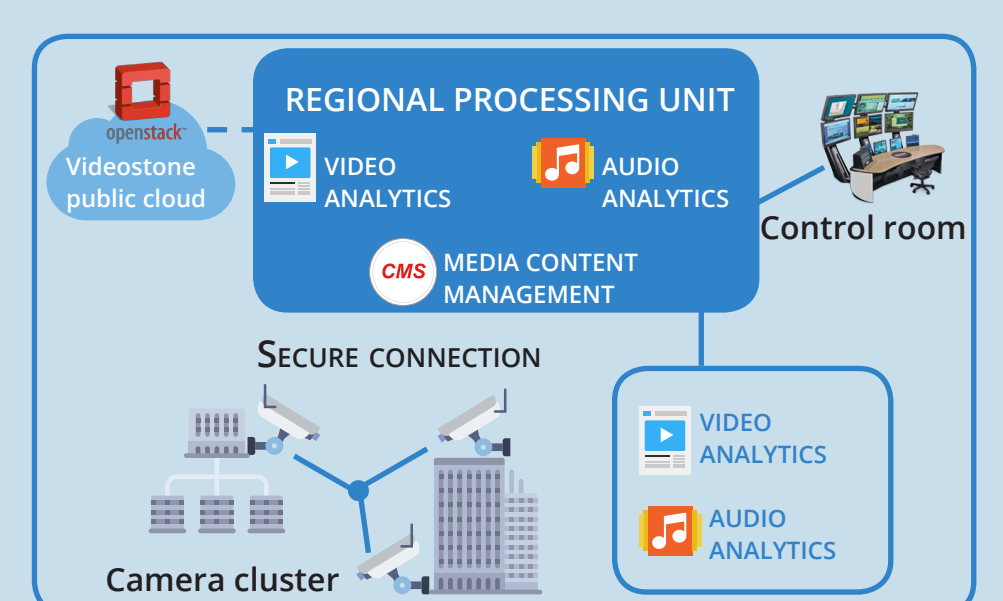 REGIONAL PROCESSING UNIT
openstack
Videostone
public cloud
VIDEO
ANALYTICS
AUDIO
ANALYTICS
CMS
MEDIA CONTENT
MANAGEMENT
Control room
SECURE CONNECTION
VIDEO
ANALYTICS
AUDIO
ANALYTICS
Camera cluster